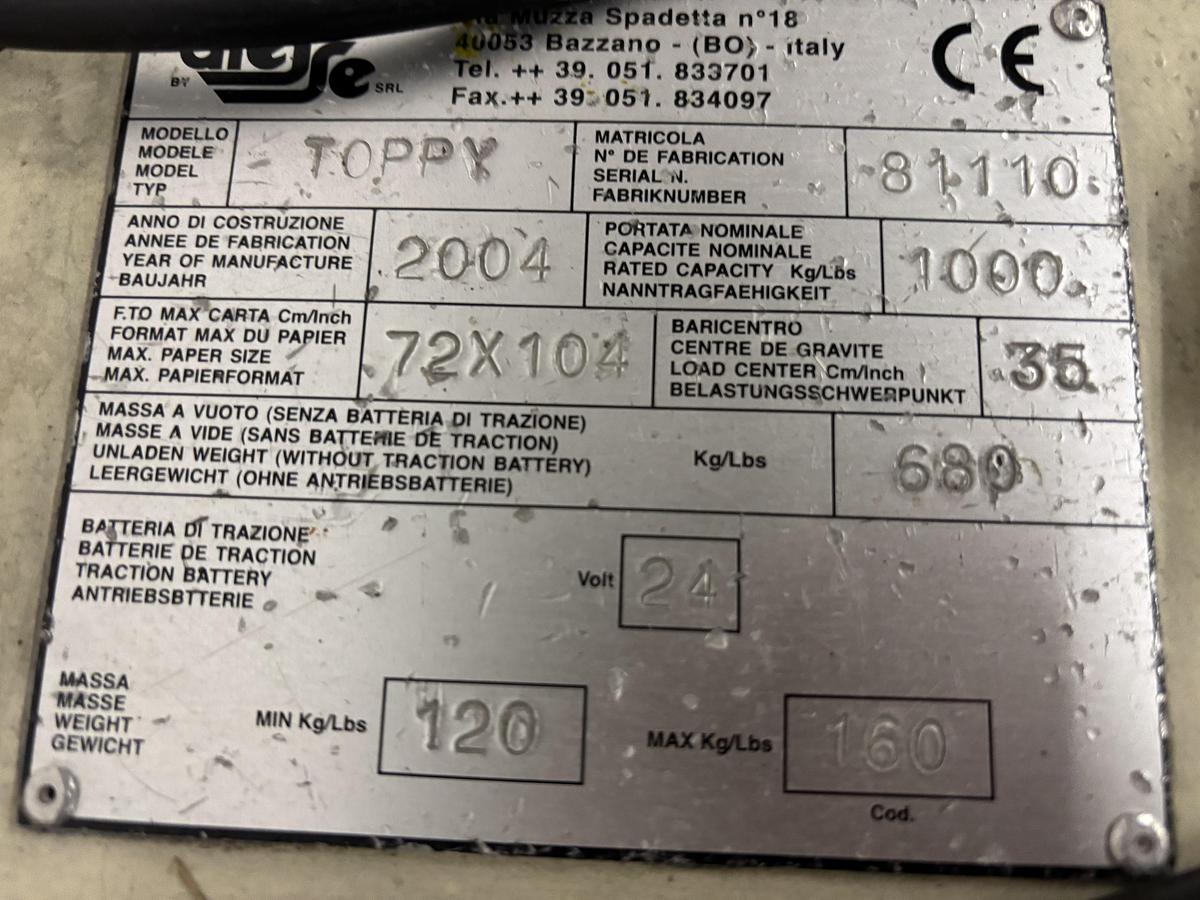 Muzza Spadetta n°18
40053 Bazzano - (BO) - italy
Tel. ++ 39. 051. 833701
Fax.++ 39. 051. 834097
BY
SRL
CE
MODELLO
MODELE
MODEL
TYP
TOPPY
MATRICOLA
N° DE FABRICATION
SERIAL N.
FABRIKNUMBER
81110
ANNO DI COSTRUZIONE
ANNEE DE FABRICATION
YEAR OF MANUFACTURE
BAUJAHR
2004
PORTATA NOMINALE
CAPACITE NOMINALE
RATED CAPACITY Kg/Lbs
NANNTRAGFAEHIGKEIT
1000
F.TO MAX CARTA Cm/Inch
FORMAT MAX DU PAPIER
MAX. PAPER SIZE
MAX. PAPIERFORMAT
72X104
BARICENTRO
CENTRE DE GRAVITE
LOAD CENTER Cm/Inch
BELASTUNGSSCHWERPUNKT
35
MASSA A VUOTO (SENZA BATTERIA DI TRAZIONE)
MASSE A VIDE (SANS BATTERIE DE TRACTION)
UNLADEN WEIGHT (WITHOUT TRACTION BATTERY)
LEERGEWICHT (OHNE ANTRIEBSBATTERIE)
Kg/Lbs
680
BATTERIA DI TRAZIONE
BATTERIE DE TRACTION
TRACTION BATTERY
ANTRIEBSBTTERIE
Volt
24
MASSA
MASSE
WEIGHT
GEWICHT
MIN Kg/Lbs
120
MAX Kg/Lbs
160
Cod.